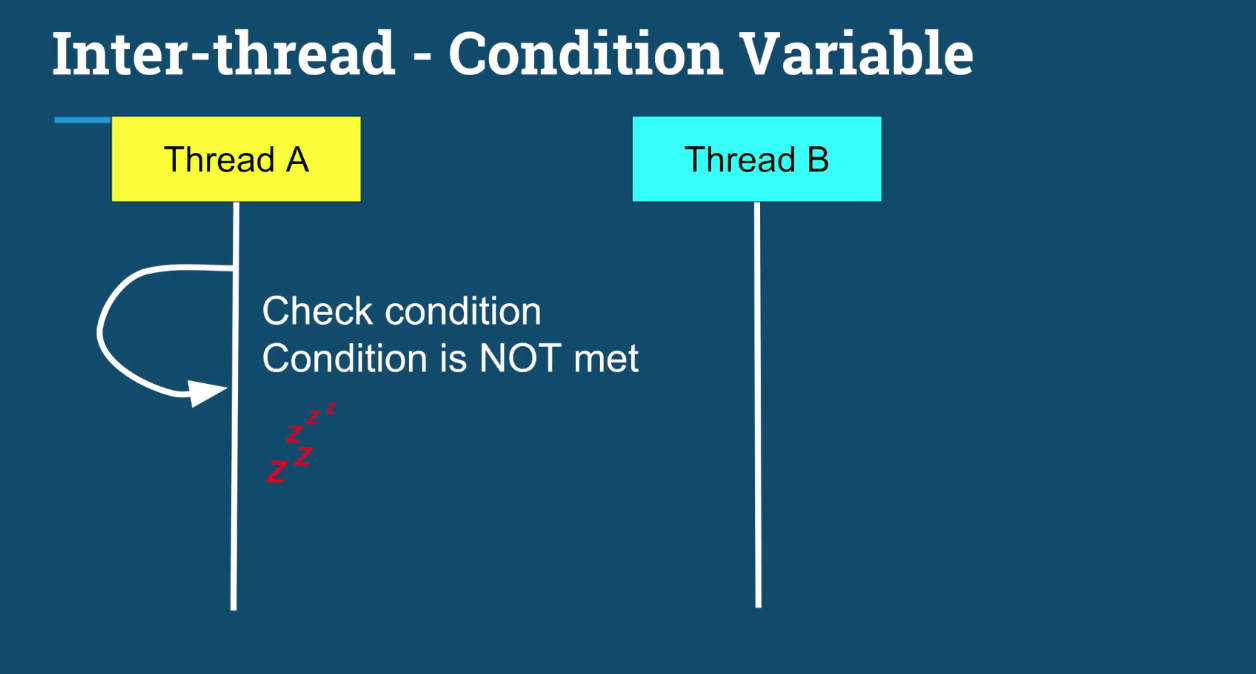 Inter-thread - Condition Variable
Thread A
Thread B
Check condition
Condition is NOT met
z z z
z z